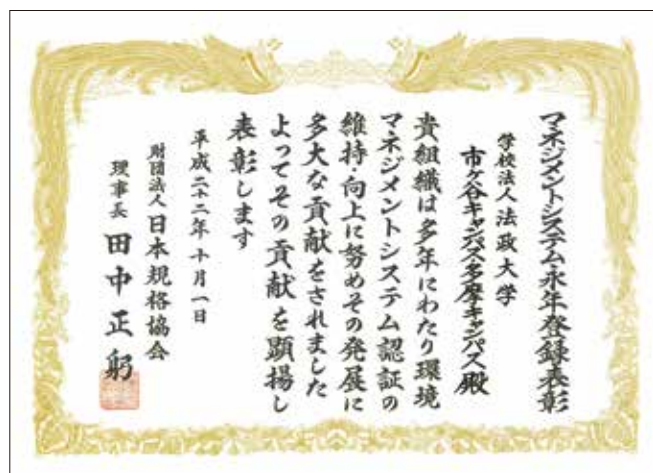 マネジメントシステム永年登録表彰
学校法人 法政大学
市ケ谷キャンパス多摩キャンパス殿
貴組織は多年にわたり環境
マネジメントシステム認証の
維持・向上に努めその発展に
多大な貢献をされました
よってその貢献を顕揚し
表彰します
平成二十二年十月一日
財団法人 日本規格協会
理事長 田中正躬